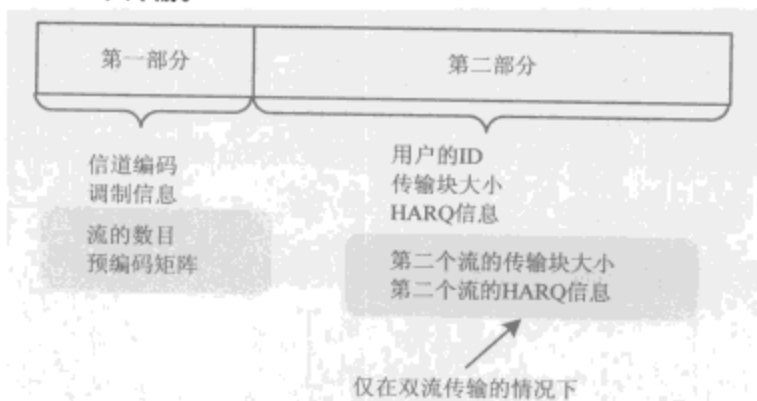 第一部分
第二部分
信道编码
调制信息
流的数目
预编码矩阵
用户的ID
传输块大小
HARQ信息
第二个流的传输块大小
第二个流的HARQ信息
仅在双流传输的情况下